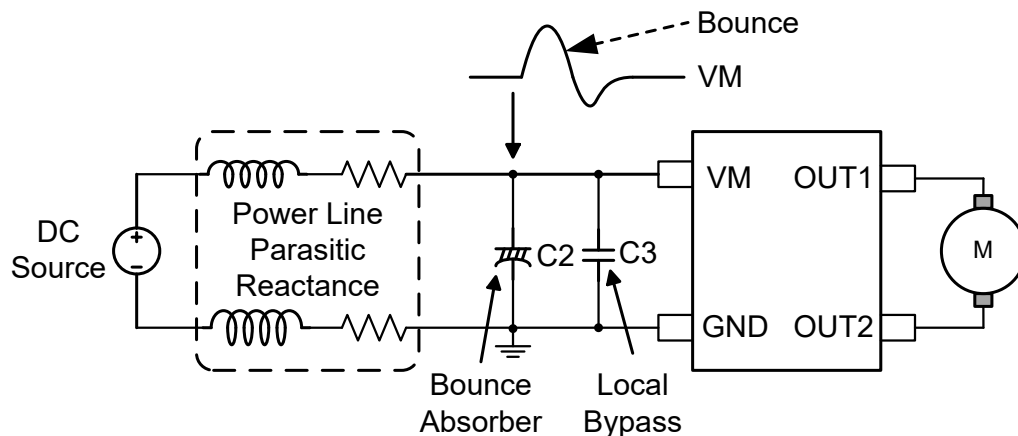 Bounce
VM
DC
Source
+
−
Power Line
Parasitic
Reactance
C2
C3
VM
OUT1
GND
OUT2
M
Bounce
Absorber
Local
Bypass